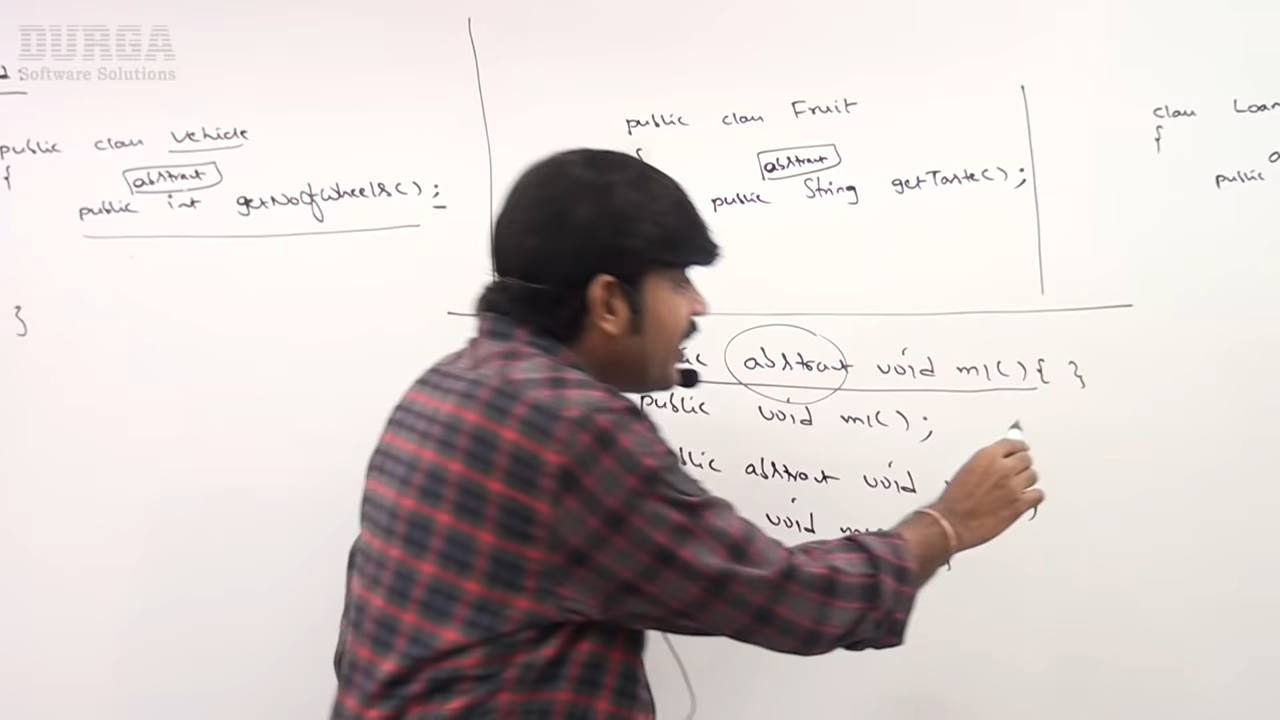 DURGA
Software Solutions
public class Vehicle
{
abstract
public int getNoOfWheels();
}
public class Fruit
{
abstract
public String getTaste();
class Loan
{
public
abstract void m1(){ }
public void m1();
abstract void
void